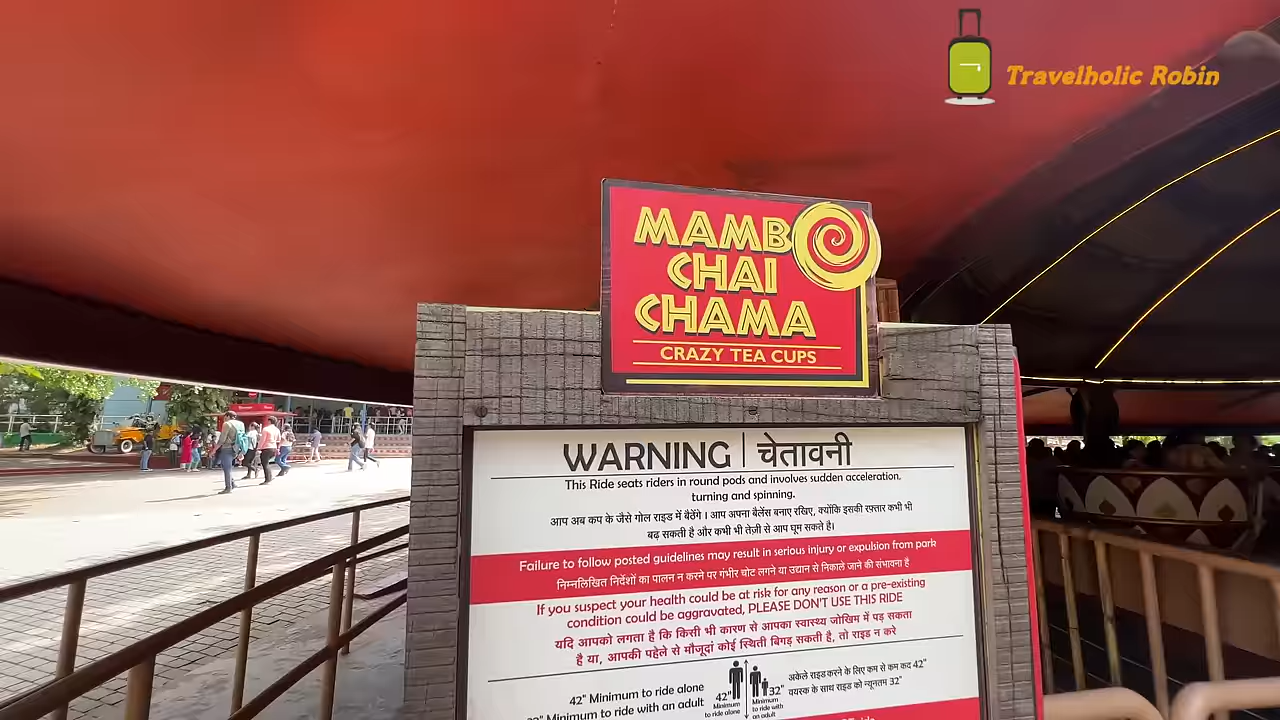 Travelholic Robin
MAMBO
CHAI
CHAMA
CRAZY TEA CUPS
WARNING | चेतावनी
This Ride seats riders in round pods and involves sudden acceleration,
turning and spinning.
आप अब कप के जैसे गोल राइड में बैठेंगे । आप अपना बैलेंस बनाए रखिए, क्योंकि इसकी रफ़्तार कभी भी
बढ़ सकती है और कभी भी तेज़ी से आप घूम सकते है।
Failure to follow posted guidelines may result in serious injury or expulsion from park
निम्नलिखित निर्देशों का पालन न करने पर गंभीर चोट लगने या उद्यान से निकाले जाने की संभावना है
If you suspect your health could be at risk for any reason or a pre-existing
condition could be aggravated, PLEASE DON'T USE THIS RIDE
यदि आपको लगता है कि किसी भी कारण से आपका स्वास्थ्य जोखिम में पड़ सकता
है या, आपकी पहले से मौजूदा कोई स्थिती बिगड़ सकती है, तो राइड न करे
42" Minimum to ride alone
Minimum to ride with an adult
42"
Minimum
to ride alone
32"
Minimum
to ride with
an adult
अकेले राइड करने के लिए कम से कम कद 42"
वयस्क के साथ राइड को न्यूनतम 32"